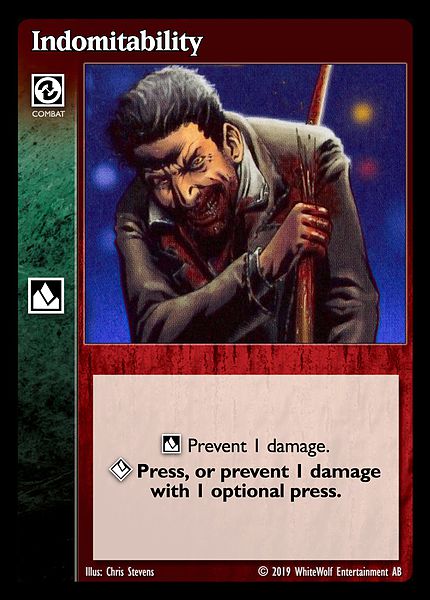 Indomitability
COMBAT
Prevent 1 damage.
Press, or prevent 1 damage
with 1 optional press.
Illus: Chris Stevens © 2019 WhiteWolf Entertainment AB